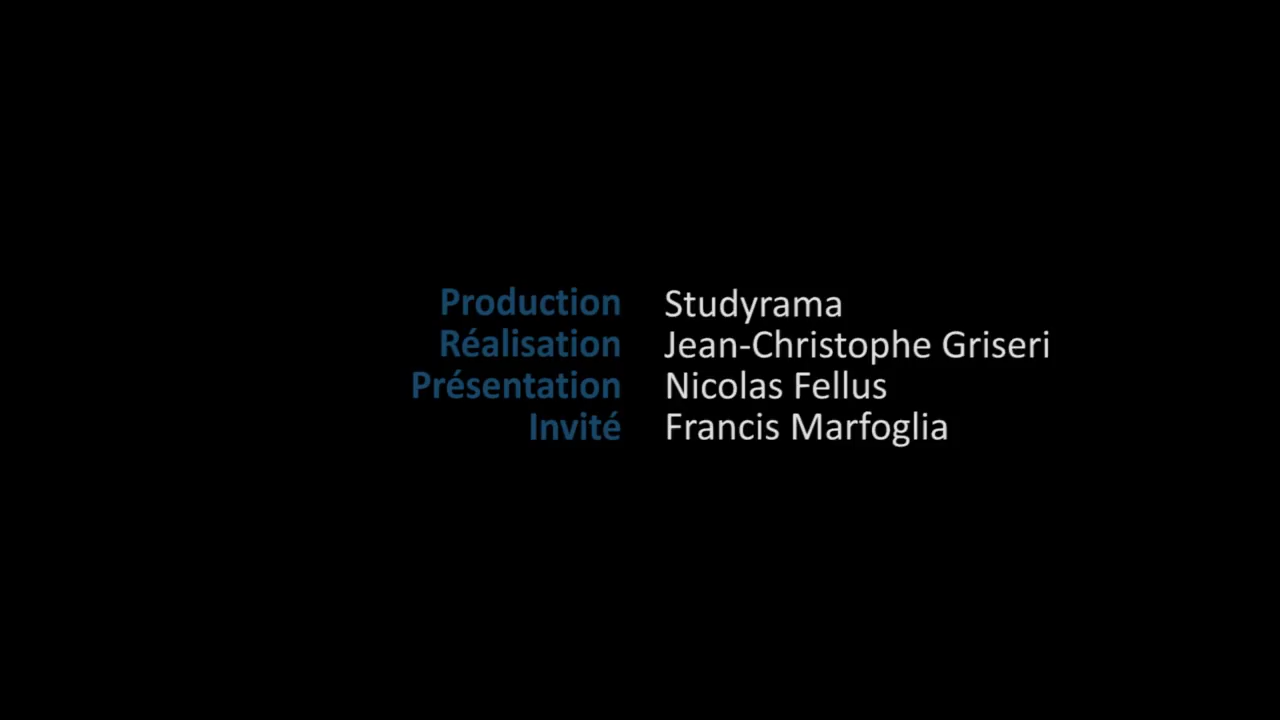 Production Studyrama
Réalisation Jean-Christophe Griseri
Présentation Nicolas Fellus
Invité Francis Marfoglia